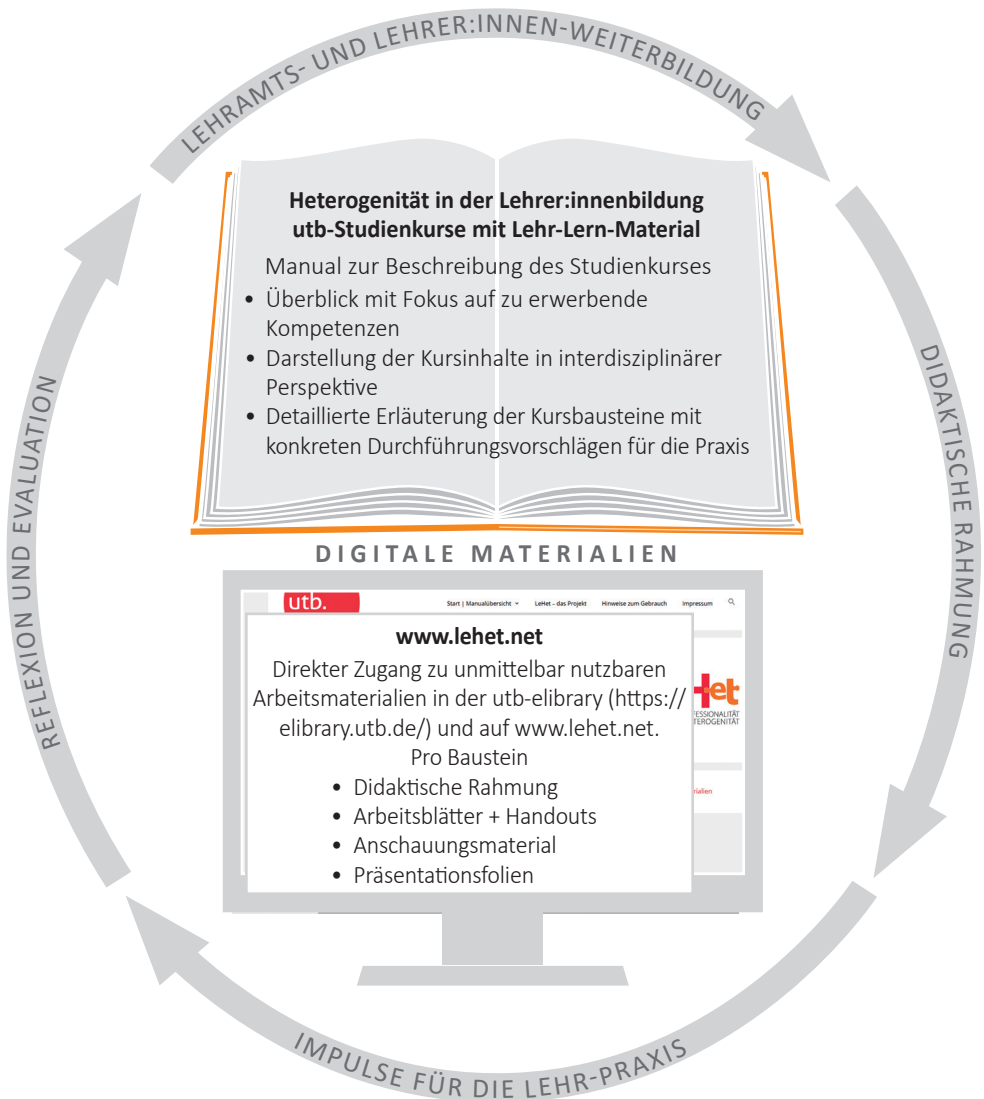 LEHRAMTS- UND LEHRER:INNEN-WEITERBILDUNG
Heterogenität in der Lehrer:innenbildung
utb-Studienkurse mit Lehr-Lern-Material
Manual zur Beschreibung des Studienkurses
• Überblick mit Fokus auf zu erwerbende
Kompetenzen
• Darstellung der Kursinhalte in interdisziplinärer
Perspektive
• Detaillierte Erläuterung der Kursbausteine mit
konkreten Durchführungsvorschlägen für die Praxis
DIDAKTISCHE RAHMUNG
REFLEXION UND EVALUATION
DIGITALE MATERIALIEN
utb.
Start | Manualübersicht LeHet – das Projekt Hinweise zum Gebrauch Impressum
www.lehet.net
Direkter Zugang zu unmittelbar nutzbaren
Arbeitsmaterialien in der utb-elibrary (https://
elibrary.utb.de/) und auf www.lehet.net.
Pro Baustein
• Didaktische Rahmung
• Arbeitsblätter + Handouts
• Anschauungsmaterial
• Präsentationsfolien
et
FESSIONALITÄT
TEROGENITÄT
rialien
IMPULSE FÜR DIE LEHR-PRAXIS